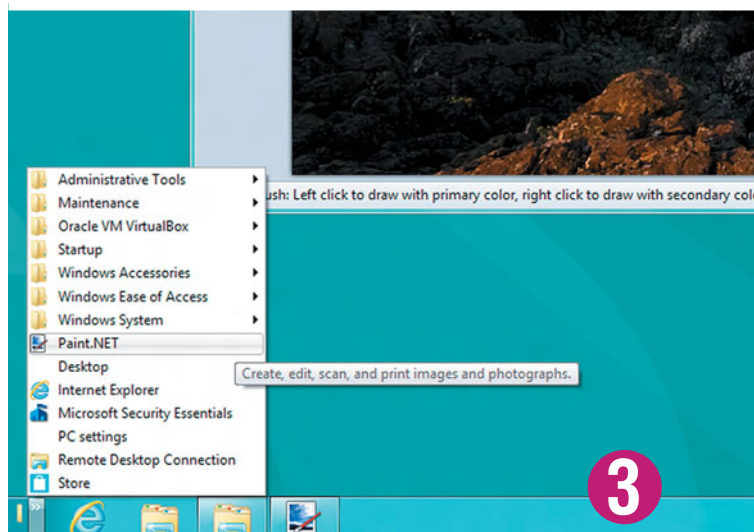 Administrative Tools
Maintenance
ush: Left click to draw with primary color, right click to draw with secondary colo
Oracle VM VirtualBox
Startup
Windows Accessories
Windows Ease of Access
Windows System
Paint.NET
Desktop
Create, edit, scan, and print images and photographs.
Internet Explorer
Microsoft Security Essentials
PC settings
Remote Desktop Connection
Store
3